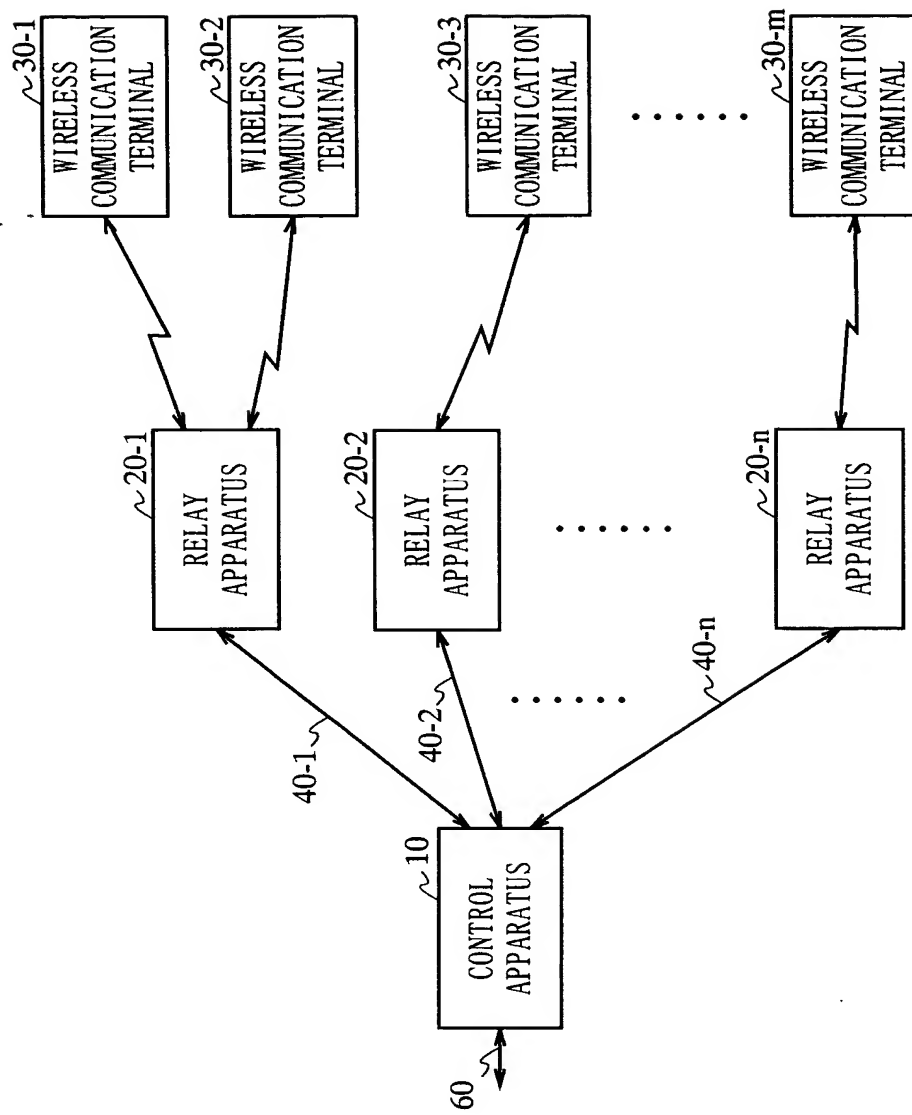 30-1
WIRELESS
COMMUNICATION
TERMINAL
30-2
WIRELESS
COMMUNICATION
TERMINAL
30-3
WIRELESS
COMMUNICATION
TERMINAL
30-m
WIRELESS
COMMUNICATION
TERMINAL
20-1
RELAY
APPARATUS
20-2
RELAY
APPARATUS
20-n
RELAY
APPARATUS
40-1
40-2
40-n
10
CONTROL
APPARATUS
60